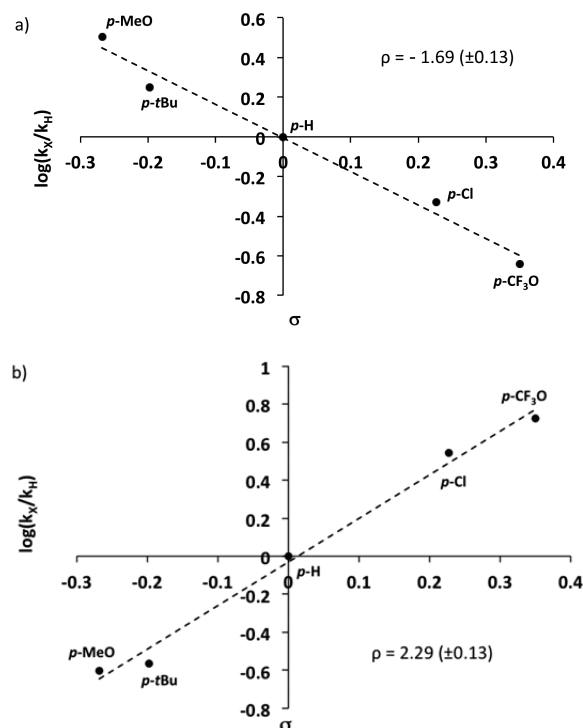 a)
0.6
p-MeO
0.4
ρ = - 1.69 (±0.13)
0.2
p-tBu
p-H
0
-0.3 -0.2 -0.1 0 0.1 0.2 0.3 0.4
log(kX/kH)
-0.2
p-Cl
-0.4
-0.6
p-CF3O
-0.8
σ
b)
1
p-CF3O
0.8
0.6
p-Cl
0.4
0.2
log(kX/kH)
0
-0.3 -0.2 -0.1 0 0.1 0.2 0.3 0.4
p-H
-0.2
-0.4
p-MeO
ρ = 2.29 (±0.13)
-0.6
p-tBu
-0.8
σ